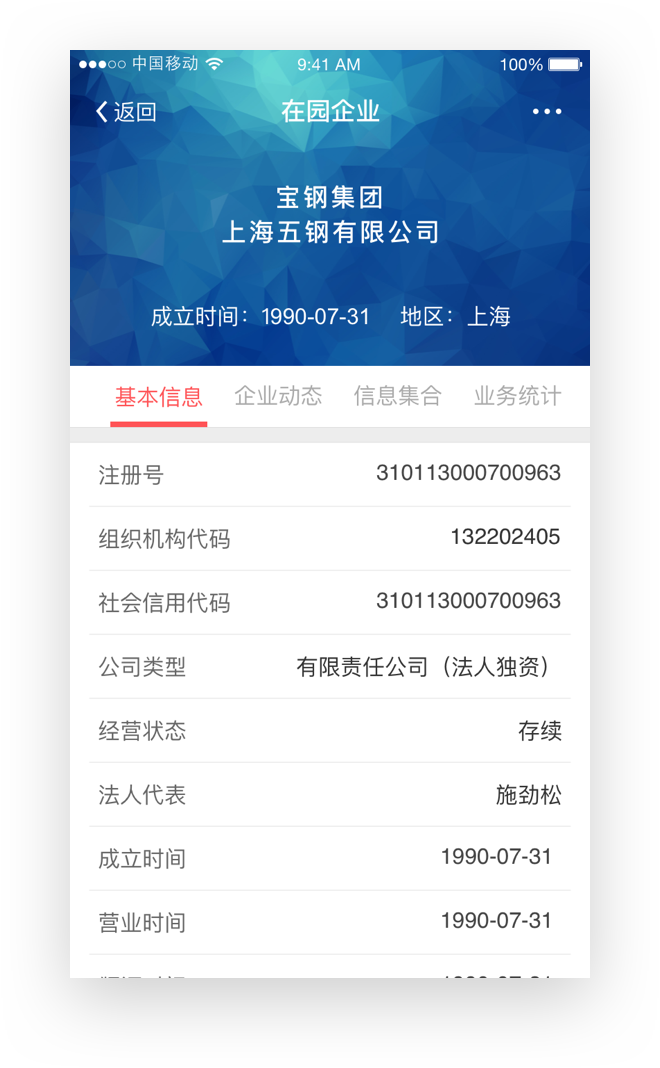 中国移动 9:41 AM 100%
返回 在园企业
宝钢集团
上海五钢有限公司
成立时间：1990-07-31 地区：上海
基本信息 企业动态 信息集合 业务统计
注册号 310113000700963
组织机构代码 132202405
社会信用代码 310113000700963
公司类型 有限责任公司（法人独资）
经营状态 存续
法人代表 施劲松
成立时间 1990-07-31
营业时间 1990-07-31